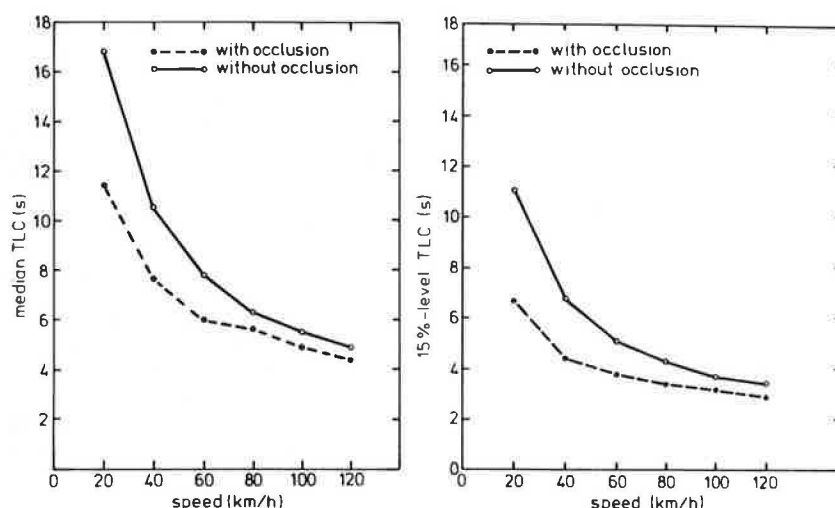 18
16
14
12
10
8
6
4
2
0
median TLC (s)
with occlusion
without occlusion
20 40 60 80 100 120
speed (km/h)
18
16
14
12
10
8
6
4
2
0
15%-level TLC (s)
with occlusion
without occlusion
20 40 60 80 100 120
speed (km/h)